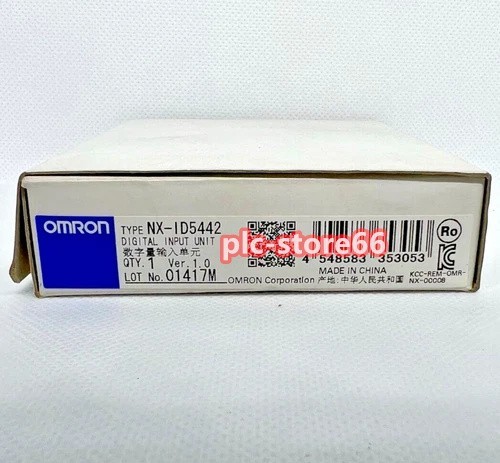 OMRON
TYPE NX-ID5442
DIGITAL INPUT UNIT
数字量输入单元
QTY. 1 Ver.1.0
LOT No. 01417M
plc-store66
4 548583 353053
MADE IN CHINA
OMRON Corporation 产地:中华人民共和国
Ro
KCC-REM-OMR-
NX-00008